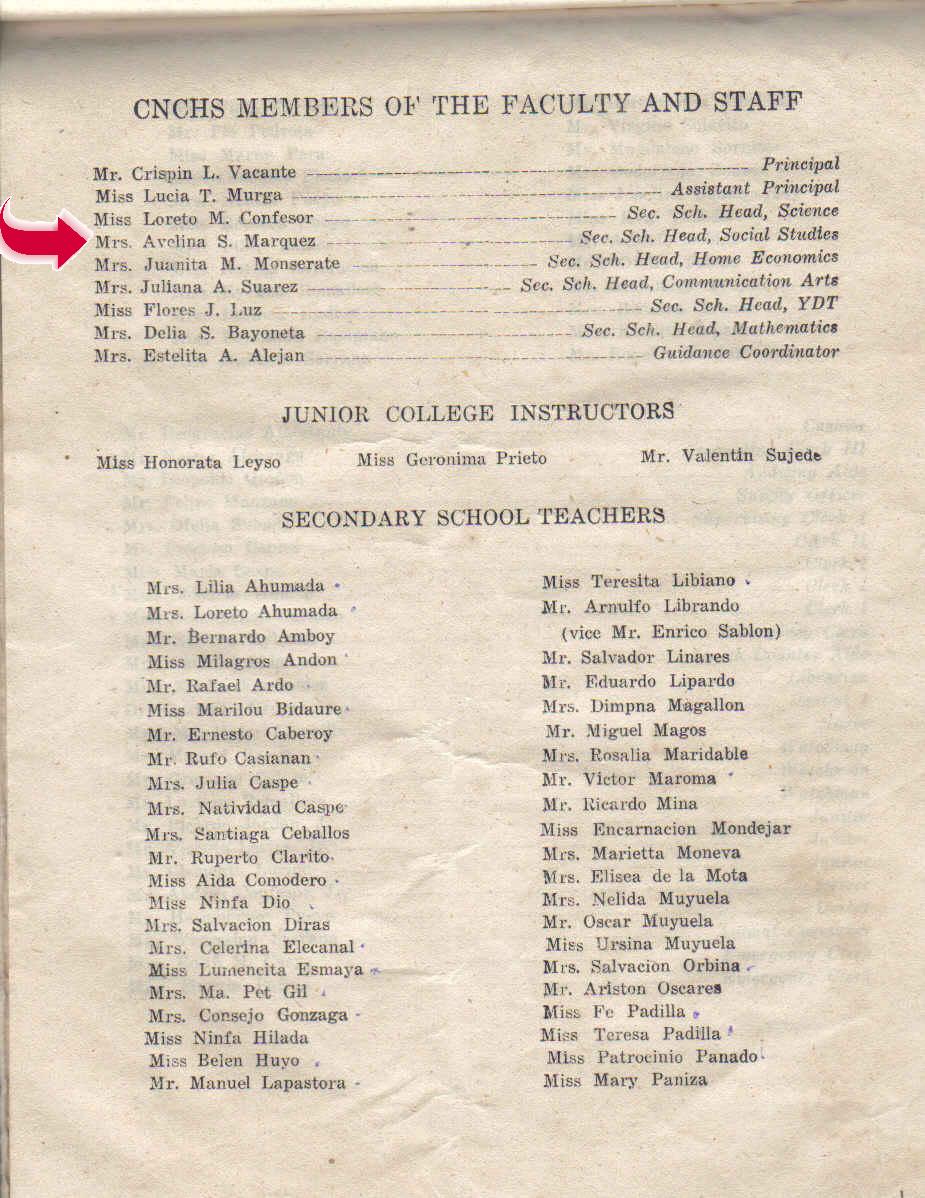 CNCHS MEMBERS OF THE FACULTY AND STAFF
Mr. Crispin L. Vacante Principal
Miss Lucia T. Murga Assistant Principal
Miss Loreto M. Confesor Sec. Sch. Head, Science
Mrs. Avelina S. Marquez Sec. Sch. Head, Social Studies
Mrs. Juanita M. Monserate Sec. Sch. Head, Home Economics
Mrs. Juliana A. Suarez Sec. Sch. Head, Communication Arts
Miss Flores J. Luz Sec. Sch. Head, YDT
Mrs. Delia S. Bayoneta Sec. Sch. Head, Mathematics
Mrs. Estelita A. Alejan Guidance Coordinator
JUNIOR COLLEGE INSTRUCTORS
Miss Honorata Leyso Miss Geronima Prieto Mr. Valentin Sujede
SECONDARY SCHOOL TEACHERS
Mrs. Lilia Ahumada
Mrs. Loreto Ahumada
Mr. Bernardo Amboy
Miss Milagros Andon
Mr. Rafael Ardo
Miss Marilou Bidaure
Mr. Ernesto Caberoy
Mr. Rufo Casianan
Mrs. Julia Caspe
Mrs. Natividad Caspe
Mrs. Santiaga Ceballos
Mr. Ruperto Clarito
Miss Aida Comodero
Miss Ninfa Dio
Mrs. Salvacion Diras
Mrs. Celerina Elecanal
Miss Lumencita Esmaya
Mrs. Ma. Pet Gil
Mrs. Consejo Gonzaga
Miss Ninfa Hilada
Miss Belen Huyo
Mr. Manuel Lapastora
Miss Teresita Libiano
Mr. Arnulfo Librando
(vice Mr. Enrico Sablon)
Mr. Salvador Linares
Mr. Eduardo Lipardo
Mrs. Dimpna Magallon
Mr. Miguel Magos
Mrs. Rosalia Maridable
Mr. Victor Maroma
Mr. Ricardo Mina
Miss Encarnacion Mondejar
Mrs. Marietta Moneva
Mrs. Elisea de la Mota
Mrs. Nelida Muyuela
Mr. Oscar Muyuela
Miss Ursina Muyuela
Mrs. Salvacion Orbina
Mr. Ariston Oscares
Miss Fe Padilla
Miss Teresa Padilla
Miss Patrocinio Panado
Miss Mary Paniza